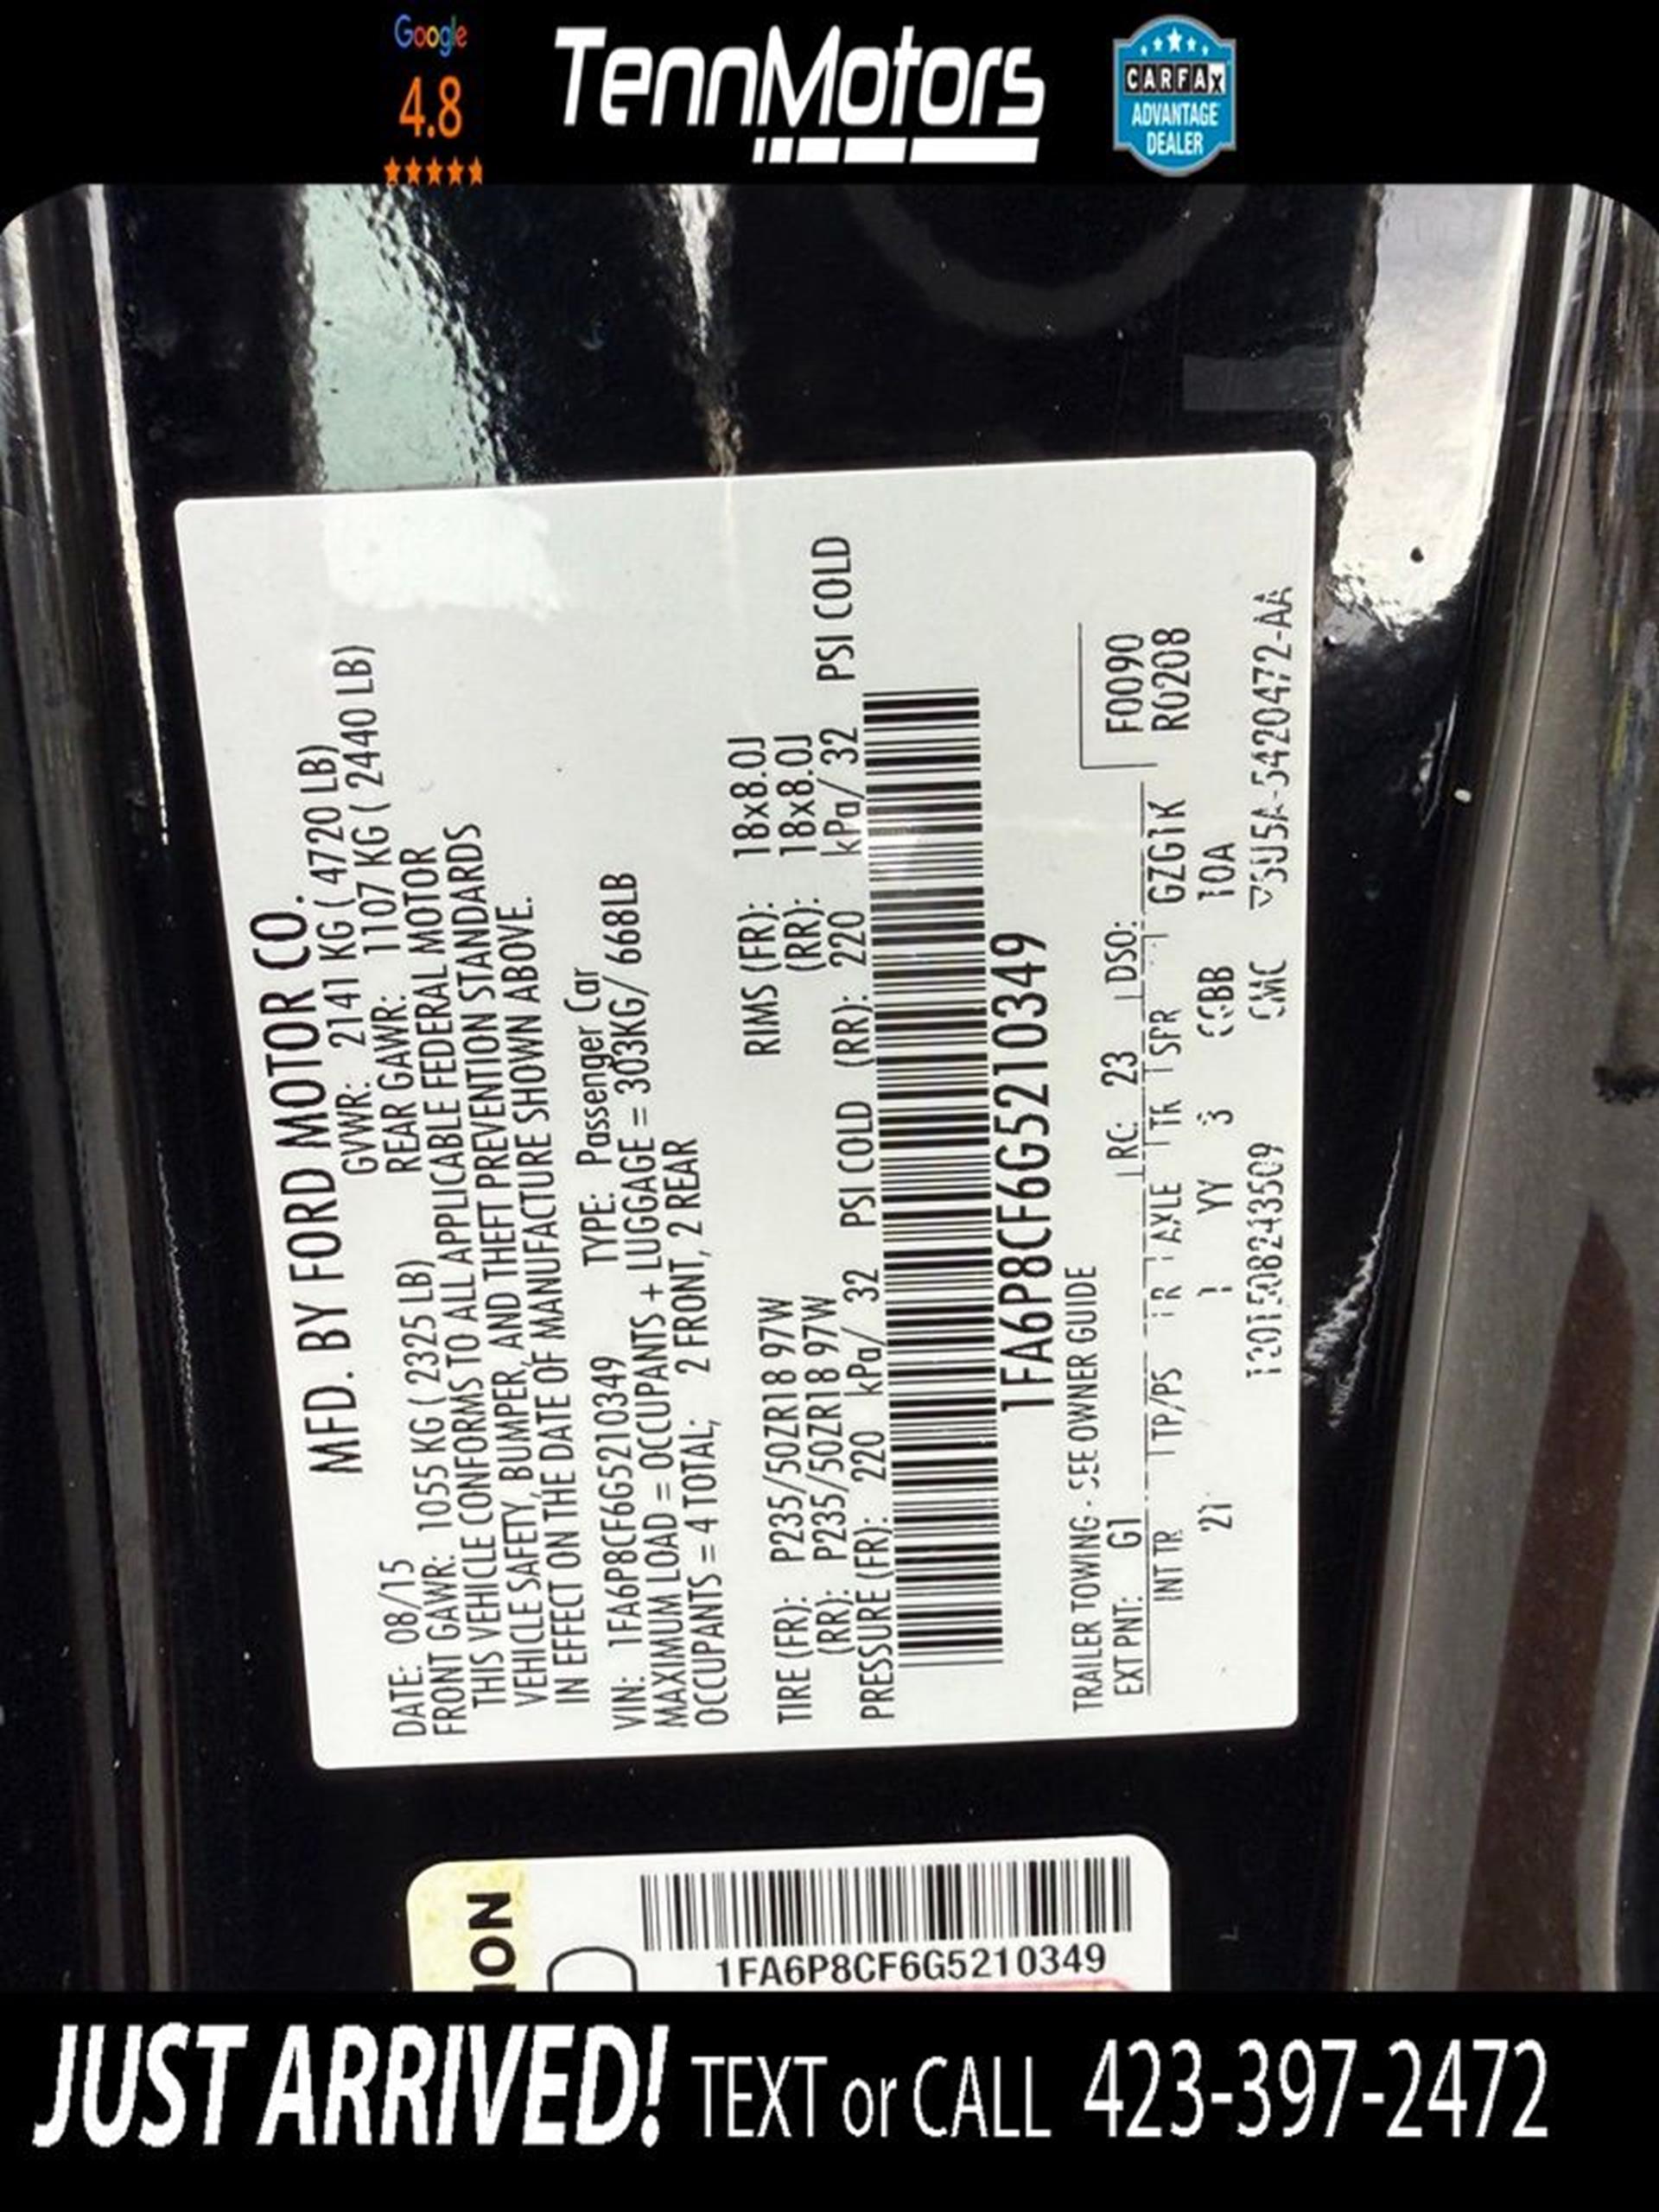 Google
4.8
TennMotors
CARFAX
ADVANTAGE
DEALER
MFD. BY FORD MOTOR CO.
DATE: 08/15 GVWR: 2141 KG ( 4720 LB)
FRONT GAWR: 1055 KG ( 2325 LB) REAR GAWR: 1107 KG ( 2440 LB)
THIS VEHICLE CONFORMS TO ALL APPLICABLE FEDERAL MOTOR
VEHICLE SAFETY, BUMPER, AND THEFT PREVENTION STANDARDS
IN EFFECT ON THE DATE OF MANUFACTURE SHOWN ABOVE.
VIN: 1FA6P8CF6G5210349 TYPE: Passenger Car
MAXIMUM LOAD = OCCUPANTS + LUGGAGE = 303KG/ 668LB
OCCUPANTS = 4 TOTAL; 2 FRONT, 2 REAR
TIRE (FR): P235/50ZR18 97W RIMS (FR): 18x8.0J
(RR): P235/50ZR18 97W (RR): 18x8.0J
PRESSURE (FR): 220 kPa/ 32 PSI COLD (RR): 220 kPa/ 32 PSI COLD
1FA6P8CF6G5210349
TRAILER TOWING - SEE OWNER GUIDE
EXT PNT: G1 RC: 23 DSO: F0090
R0208
INT TR TP/PS R AXLE TR SPR GZG1K
21 YY 3 10A
5U5A-5420472-AA
1FA6P8CF6G5210349
JUST ARRIVED! TEXT or CALL 423-397-2472